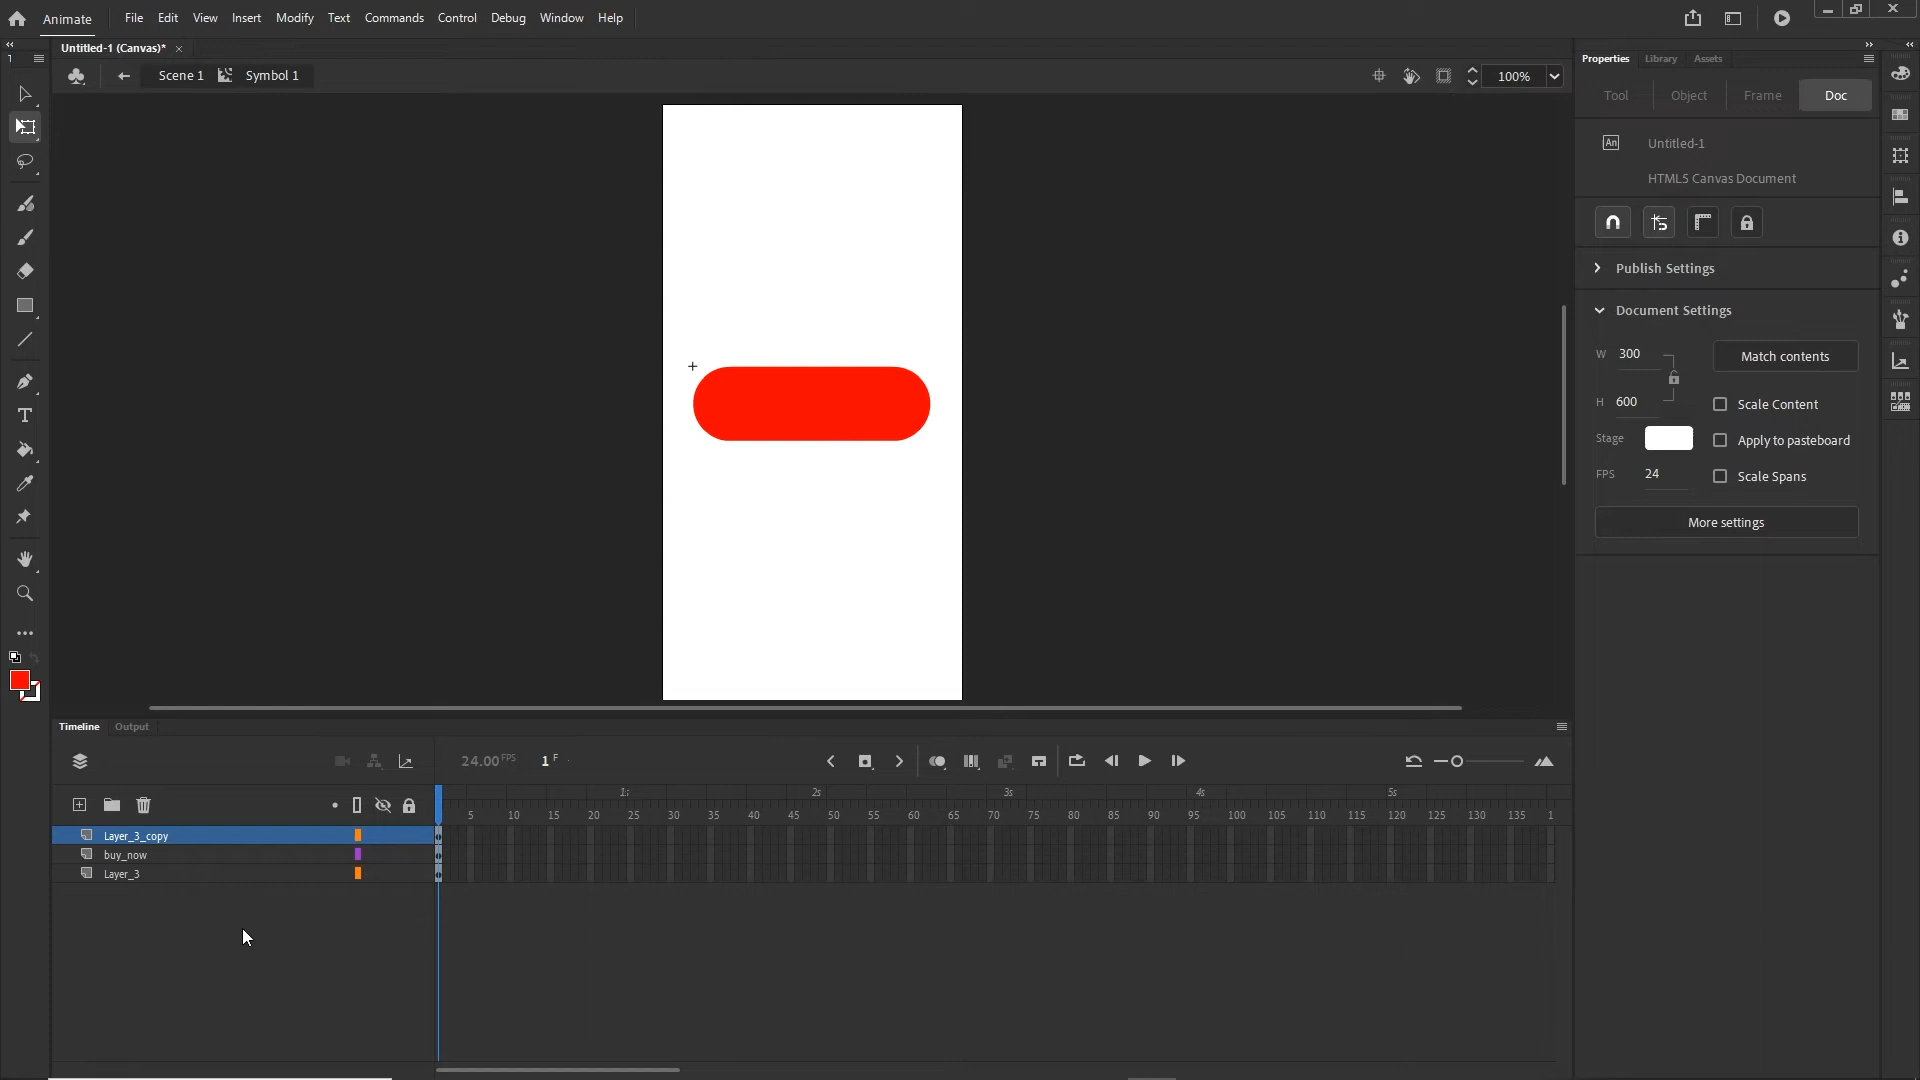 Animate File Edit View Insert Modify Text Commands Control Debug Window Help
Untitled-1 (Canvas)* ×
Scene 1 Symbol 1 100%
Properties Library Assets
Tool Object Frame Doc
An Untitled-1
HTML5 Canvas Document
Publish Settings
Document Settings
W 300 Match contents
H 600 Scale Content
Stage Apply to pasteboard
FPS 24 Scale Spans
More settings
Timeline Output
24.00 FPS 1 F
1s 2s 3s 4s 5s
5 10 15 20 25 30 35 40 45 50 55 60 65 70 75 80 85 90 95 100 105 110 115 120 125 130 135 1
Layer_3_copy
buy_now
Layer_3